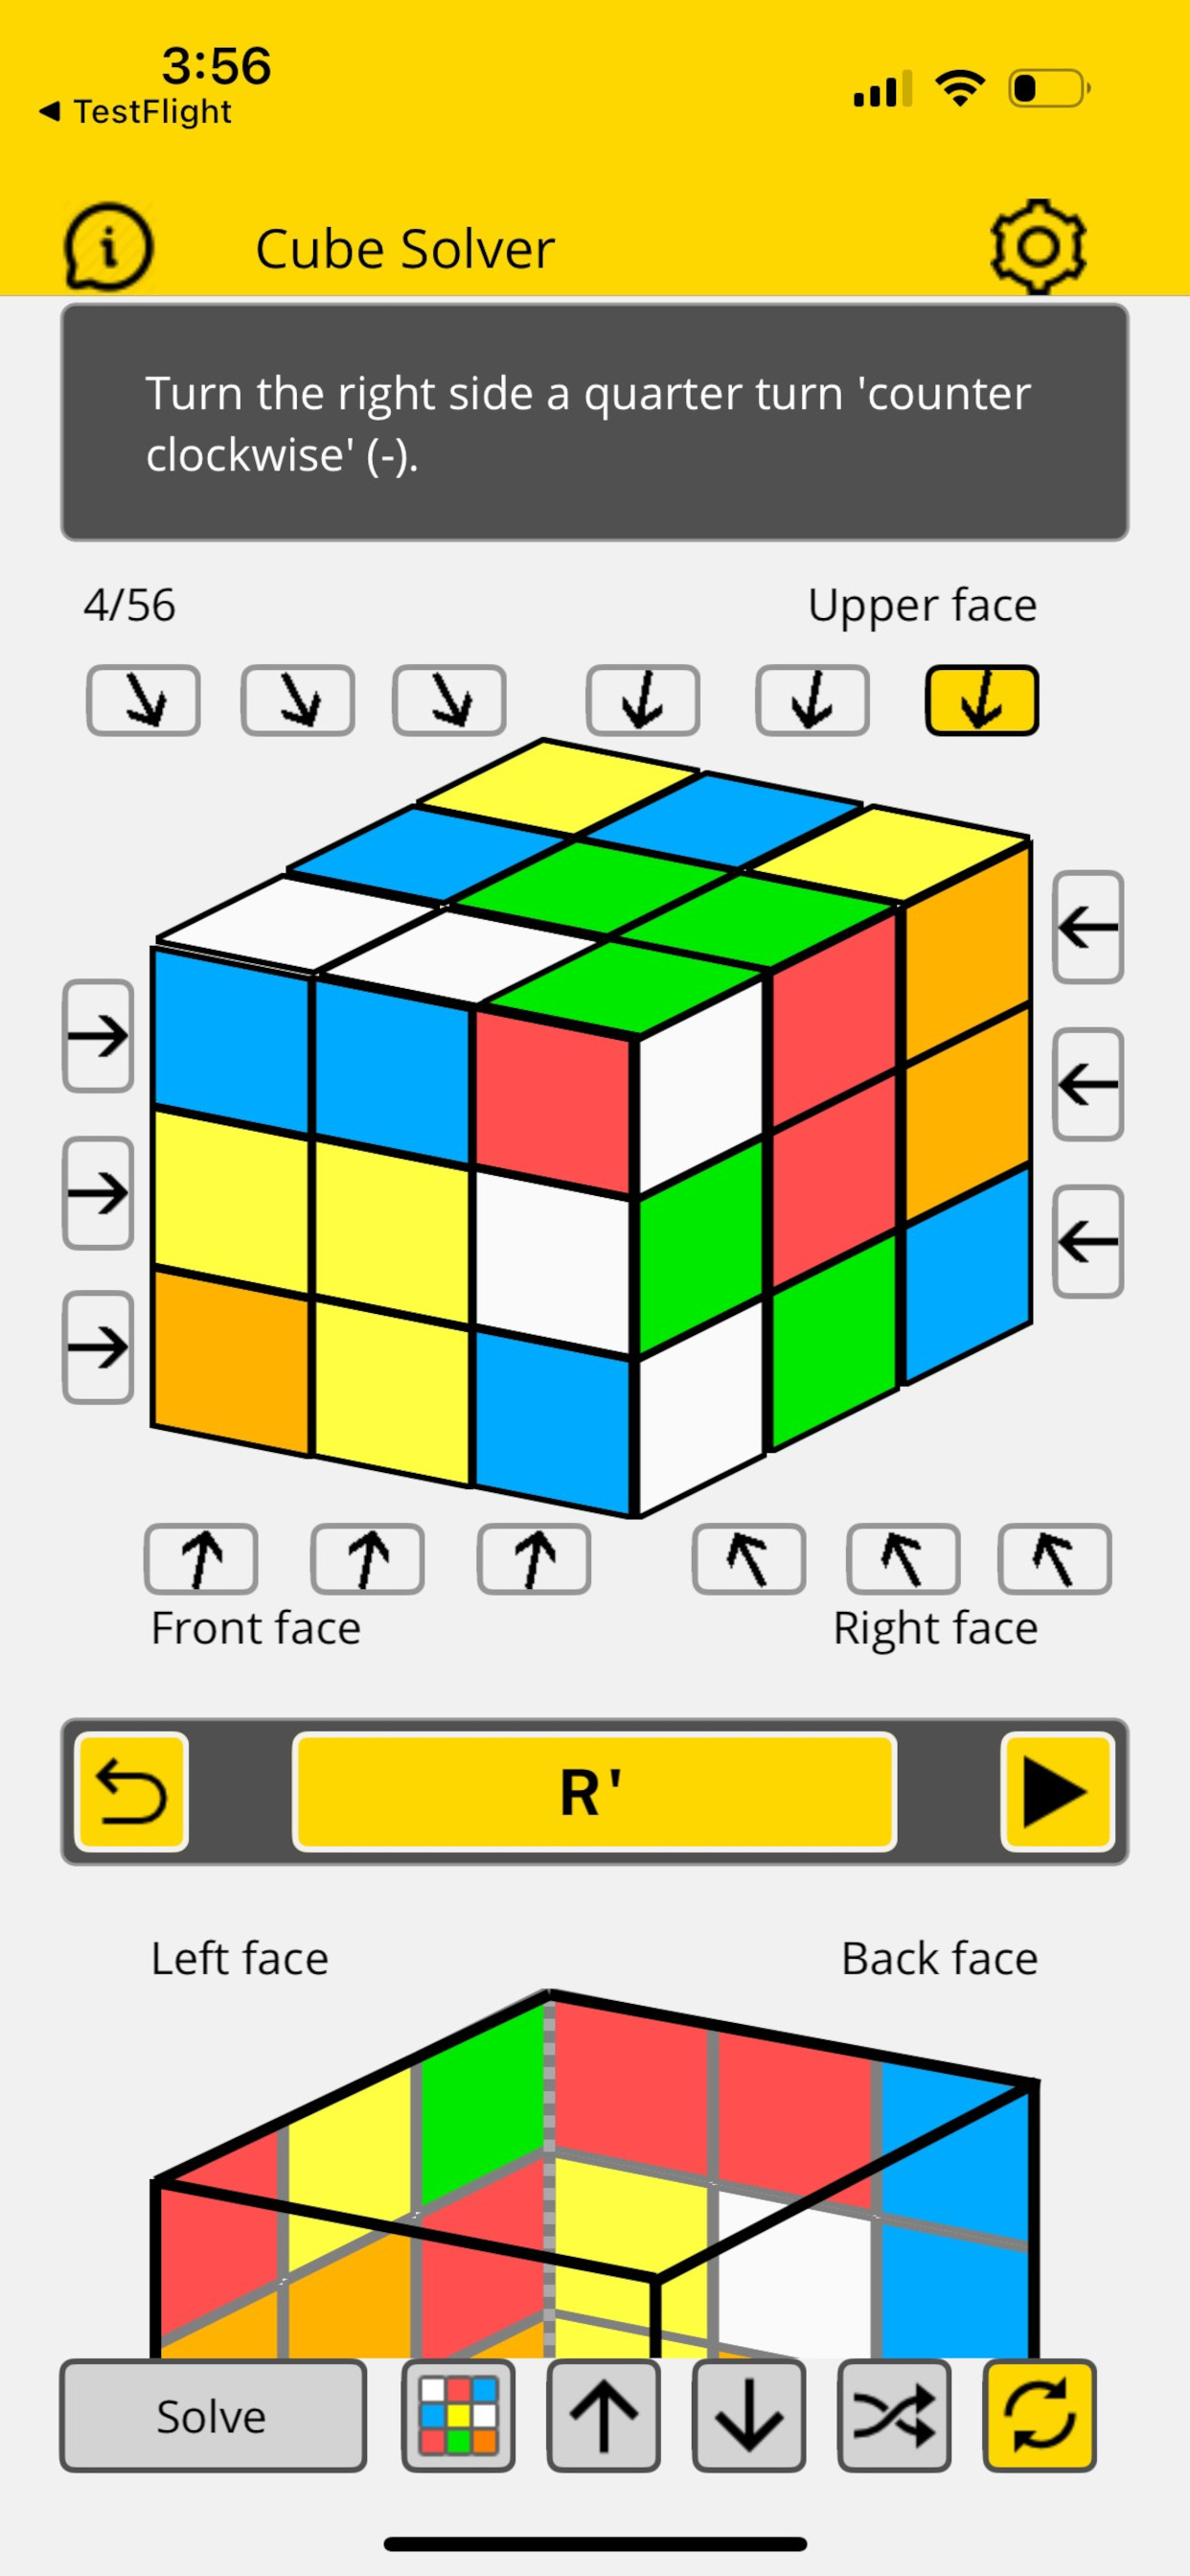 3:56
TestFlight
Cube Solver
Turn the right side a quarter turn 'counter
clockwise' (-).
4/56
Upper face
Front face
Right face
R'
Left face
Back face
Solve